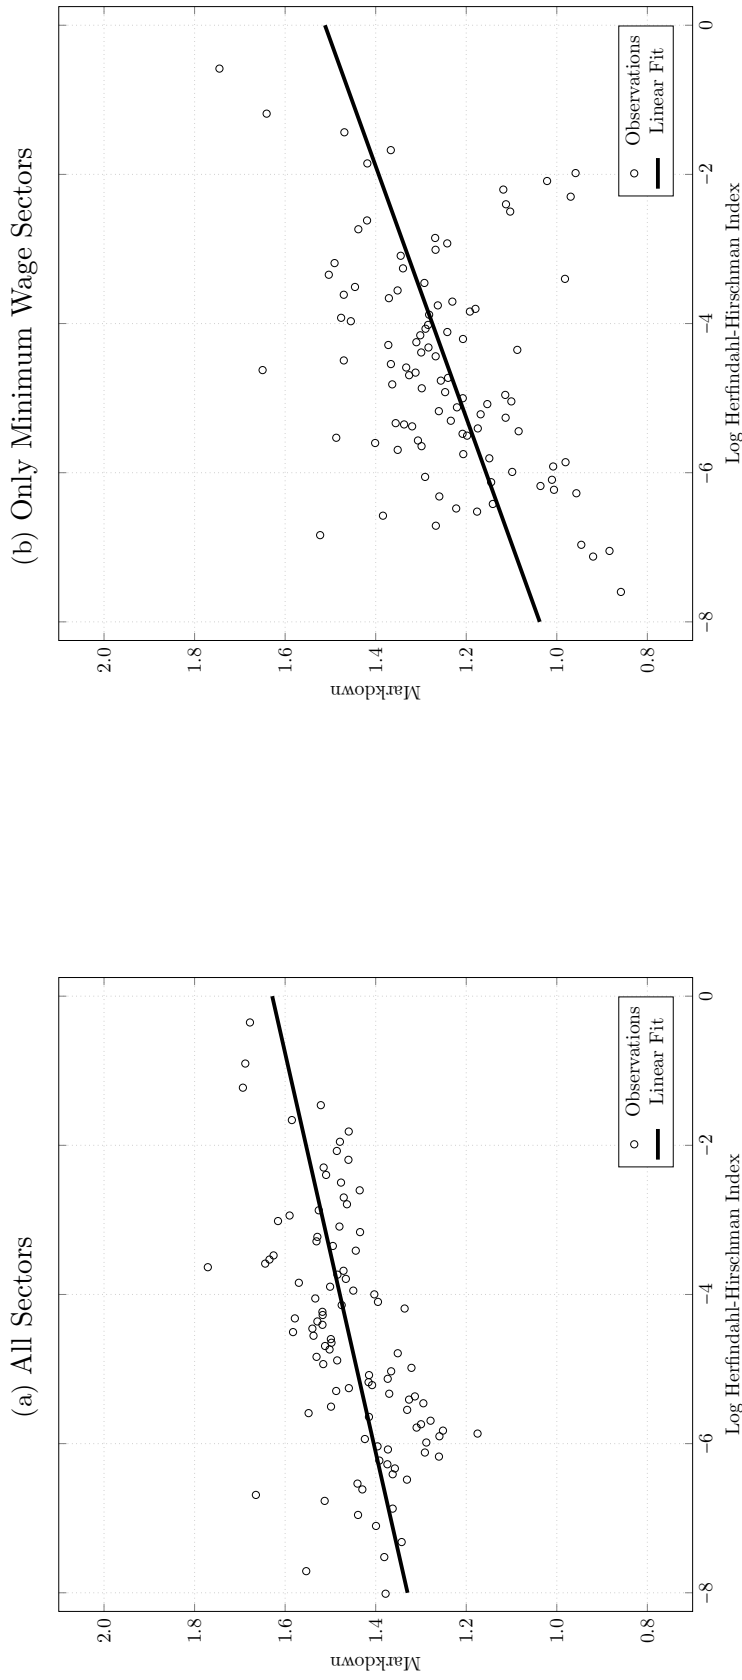 (a) All Sectors
Markdown
2.0
1.8
1.6
1.4
1.2
1.0
0.8
−8
−6
−4
−2
0
Log Herfindahl-Hirschman Index
Observations
Linear Fit
(b) Only Minimum Wage Sectors
Markdown
2.0
1.8
1.6
1.4
1.2
1.0
0.8
−8
−6
−4
−2
0
Log Herfindahl-Hirschman Index
Observations
Linear Fit